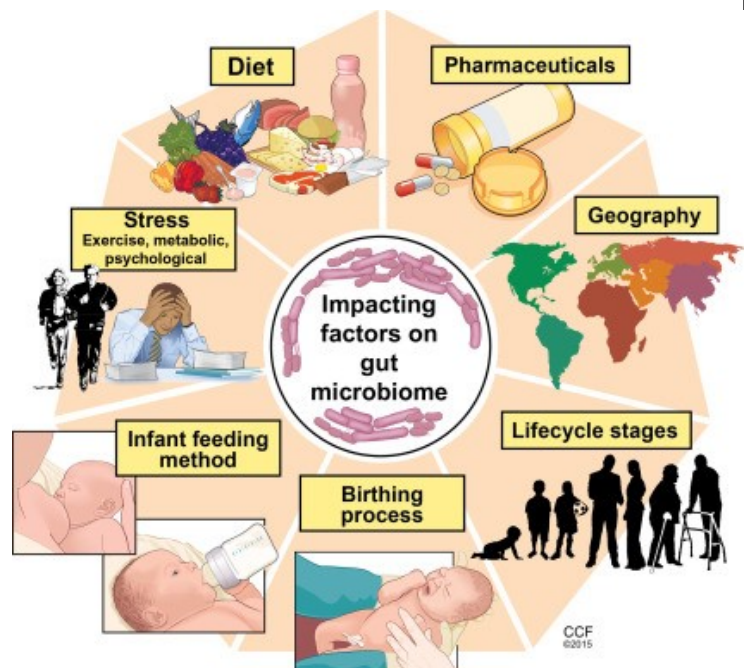 Diet
Pharmaceuticals
Stress
Exercise, metabolic,
psychological
Geography
Impacting
factors on
gut
microbiome
Infant feeding
method
Birthing
process
Lifecycle stages
CCF
©2015